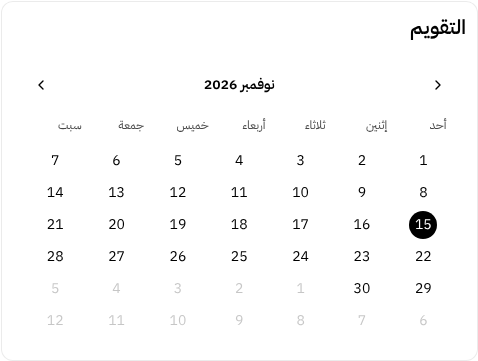 التقويم
نوفمبر 2026
أحد إثنين ثلاثاء أربعاء خميس جمعة سبت
1 2 3 4 5 6 7
8 9 10 11 12 13 14
15 16 17 18 19 20 21
22 23 24 25 26 27 28
29 30 1 2 3 4 5
6 7 8 9 10 11 12